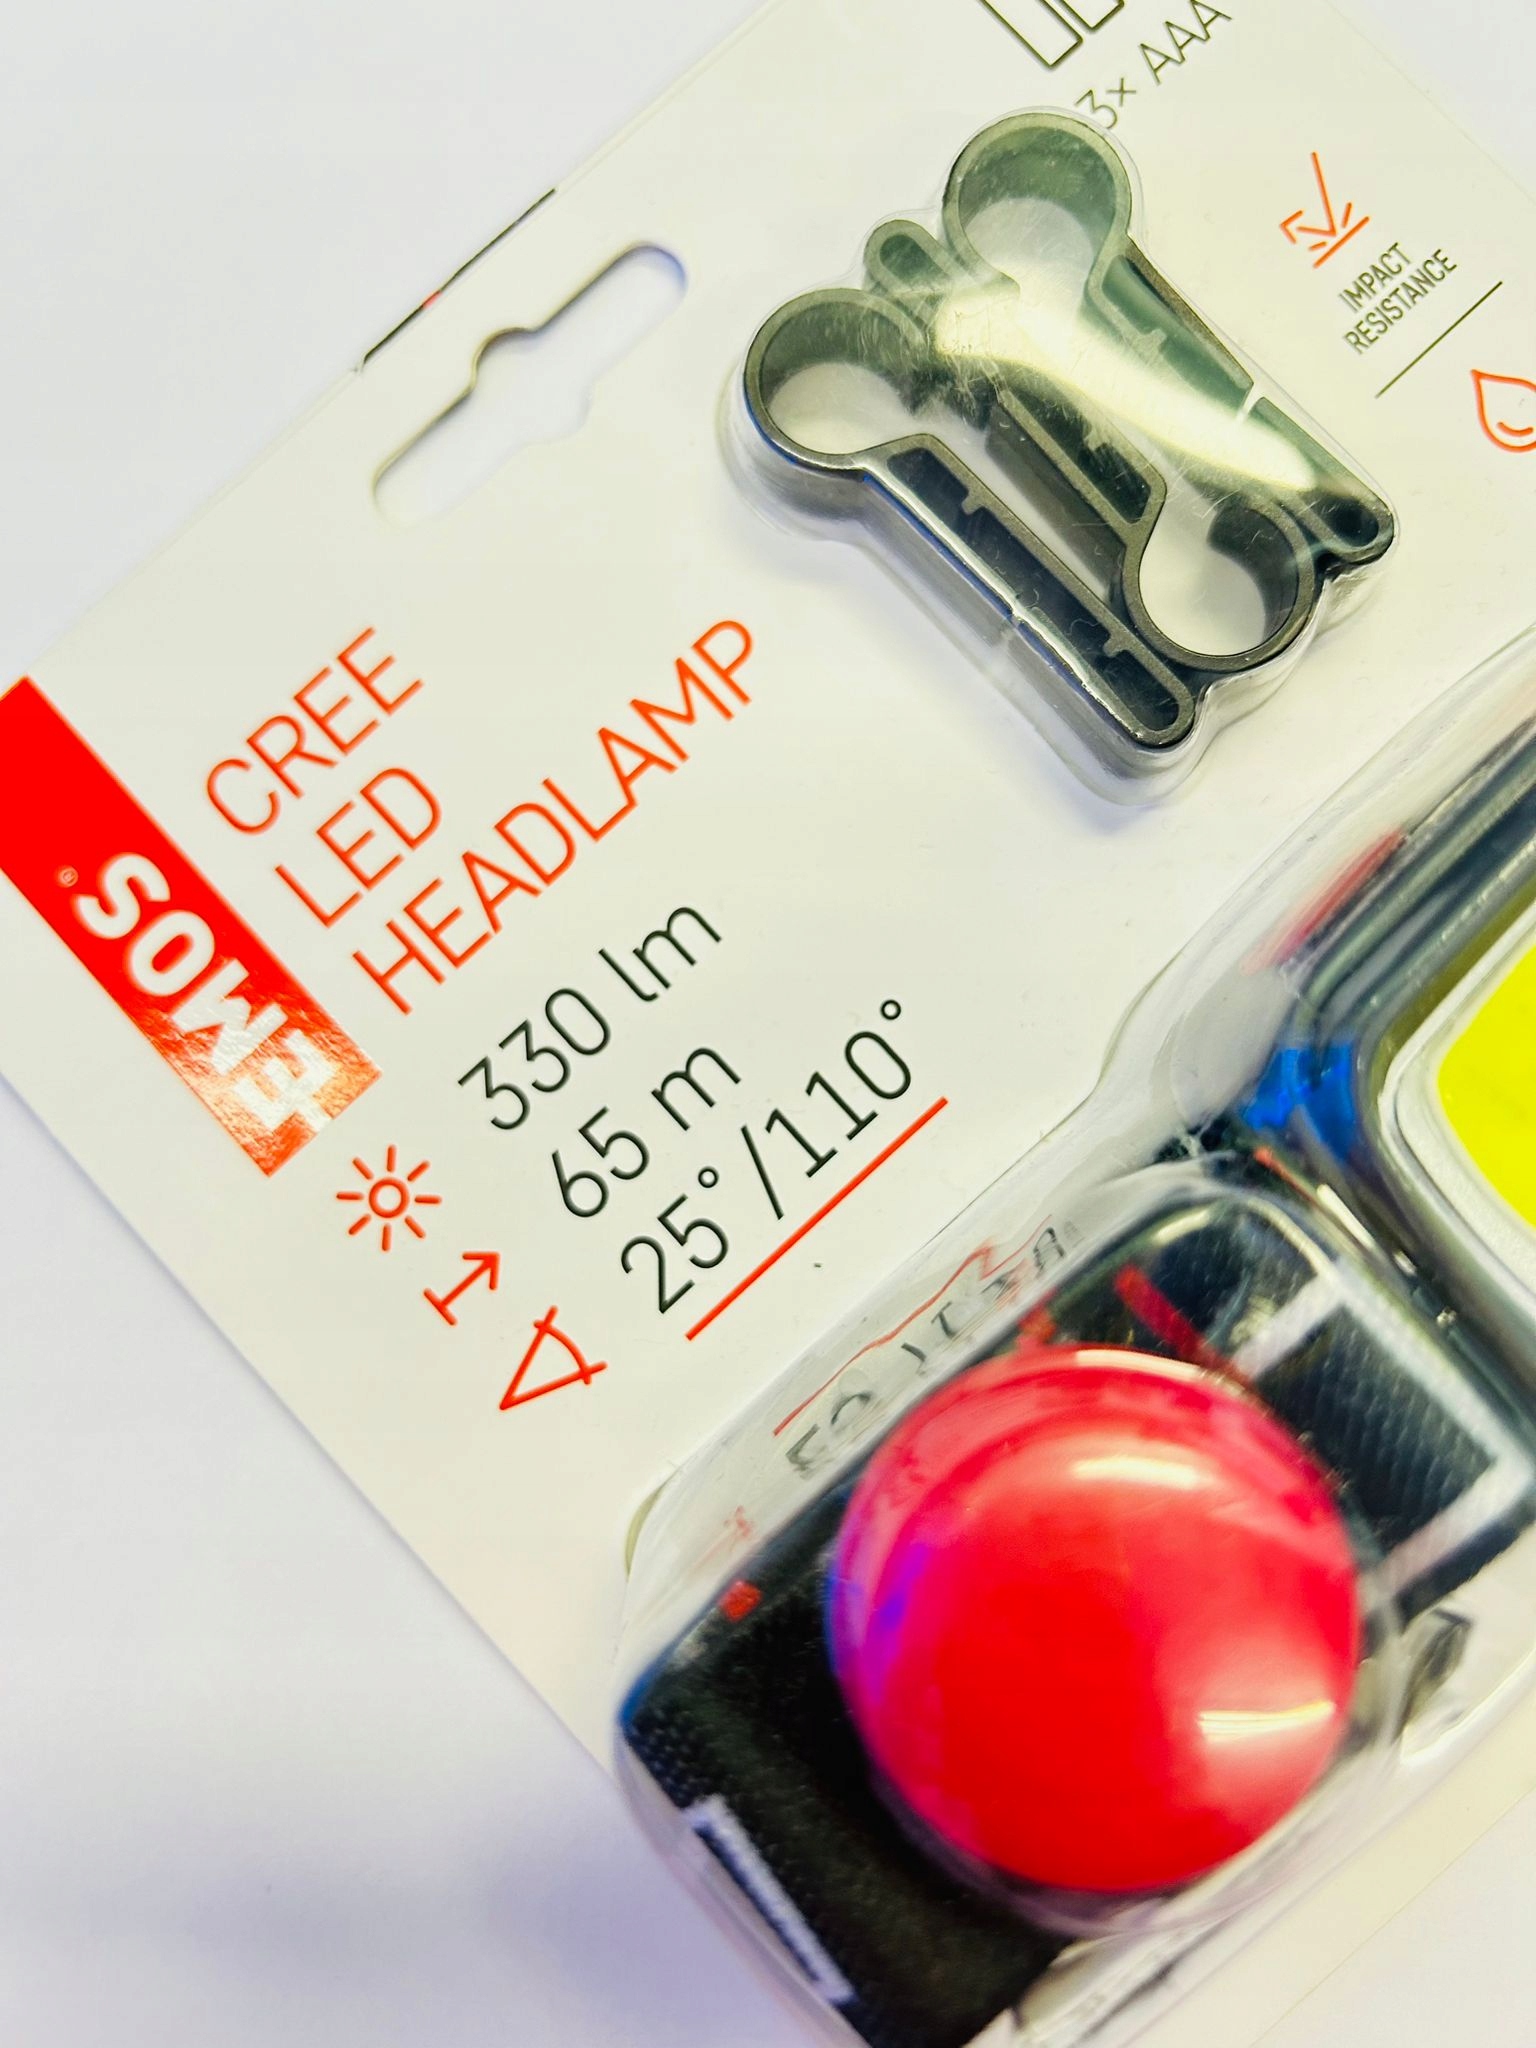 3× AAA
IMPACT
RESISTANCE
EMOS®
CREE
LED
HEADLAMP
330 lm
65 m
25°/110°